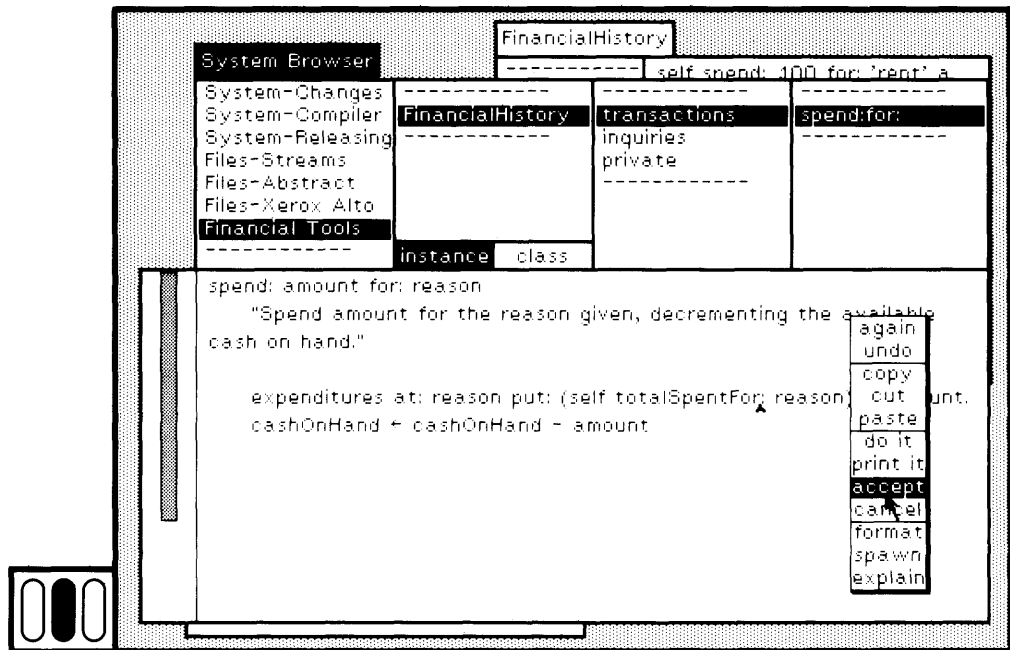 FinancialHistory
System Browser
self spend: 100 for: 'rent' a
System-Changes
System-Compiler
System-Releasing
Files-Streams
Files-Abstract
Files-Xerox Alto
Financial Tools
FinancialHistory
instance class
transactions
inquiries
private
spend:for:
spend: amount for: reason
"Spend amount for the reason given, decrementing the available
cash on hand."
expenditures at: reason put: (self totalSpentFor: reason) unt.
cashOnHand ← cashOnHand - amount
again
undo
copy
cut
paste
do it
print it
accept
cancel
format
spawn
explain